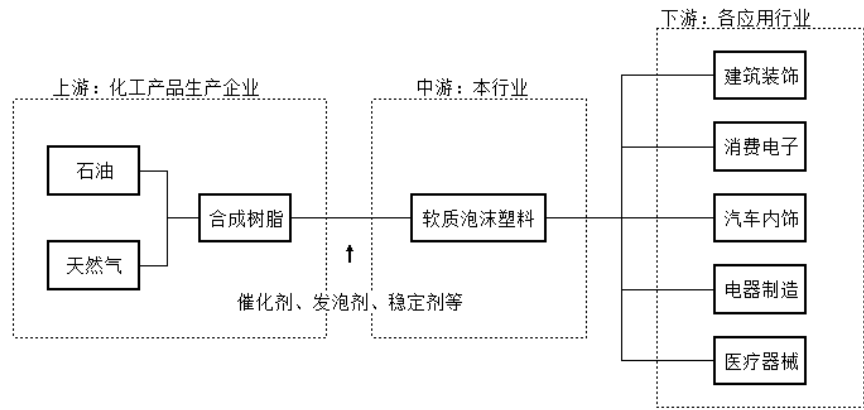 下游：各应用行业
上游：化工产品生产企业
中游：本行业
建筑装饰
石油
消费电子
合成树脂
软质泡沫塑料
汽车内饰
天然气
催化剂、发泡剂、稳定剂等
电器制造
医疗器械